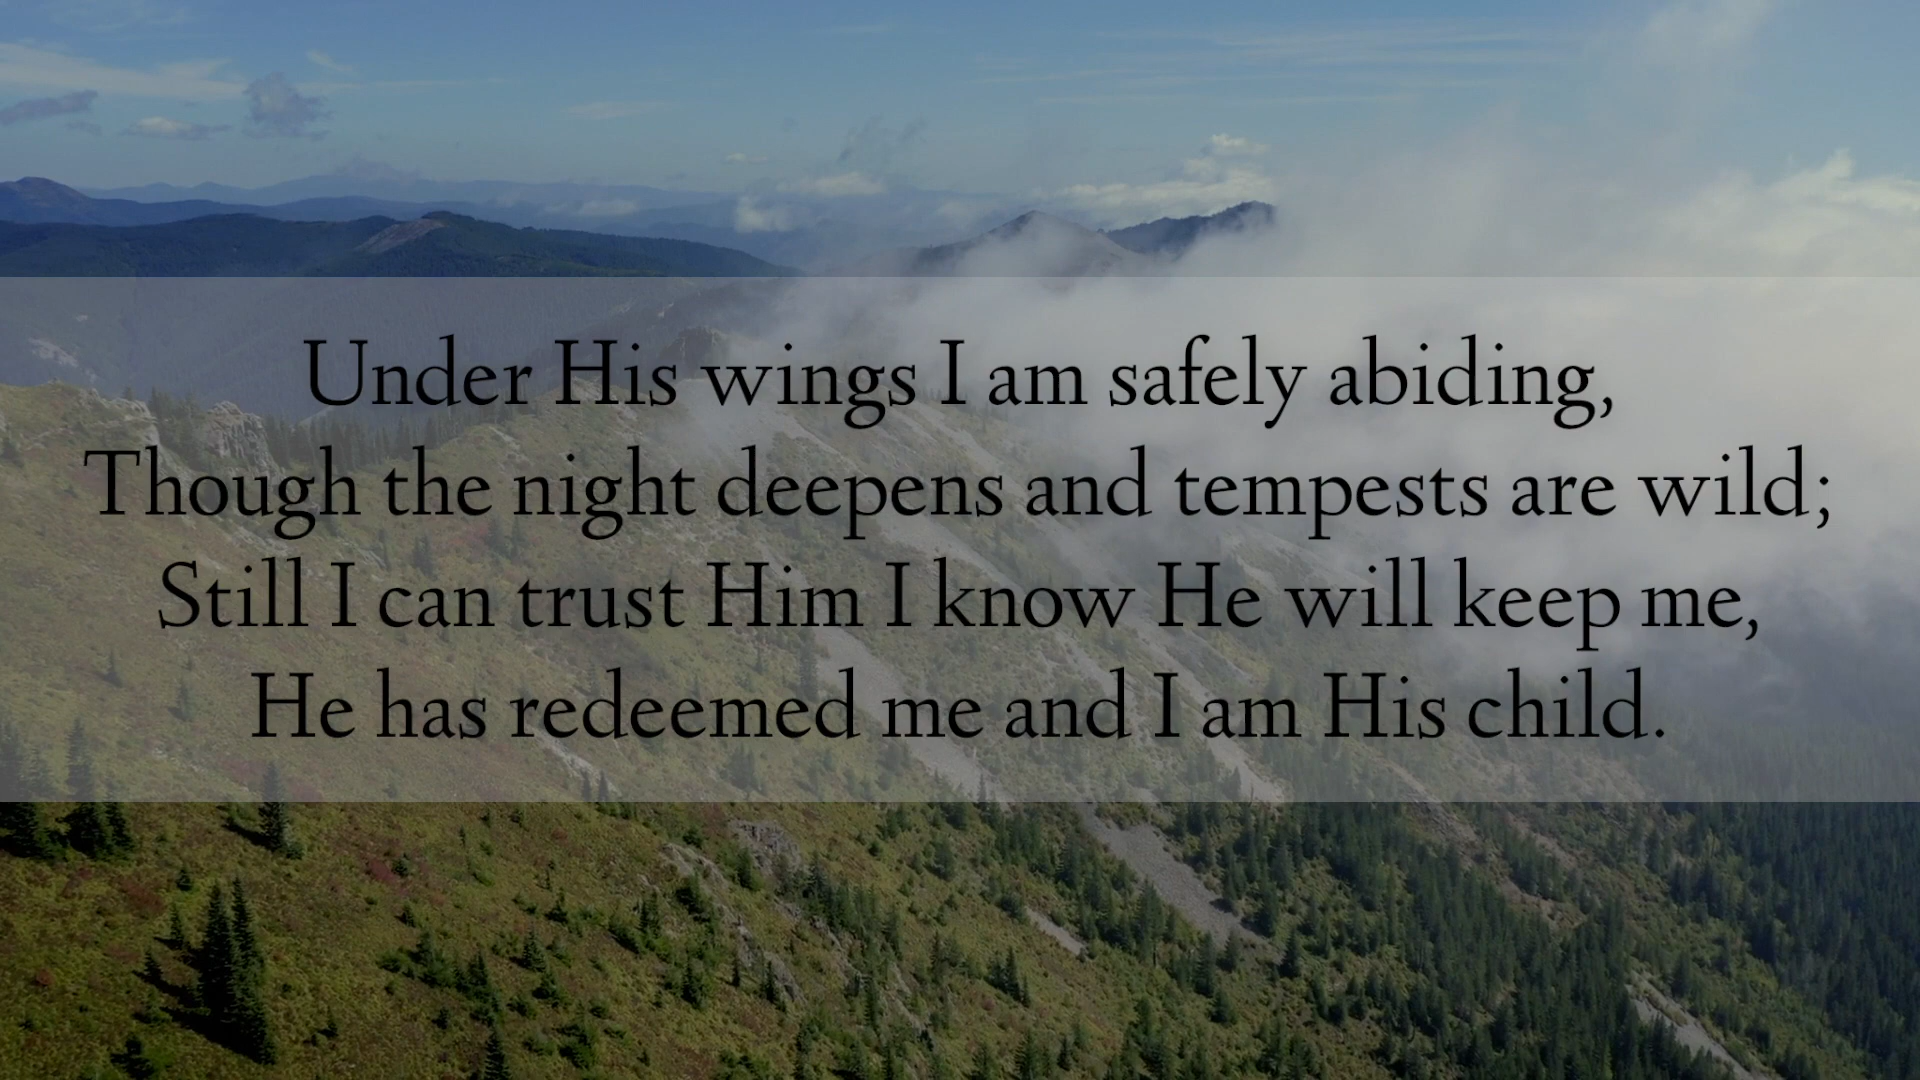 Under His wings I am safely abiding,
Though the night deepens and tempests are wild;
Still I can trust Him I know He will keep me,
He has redeemed me and I am His child.